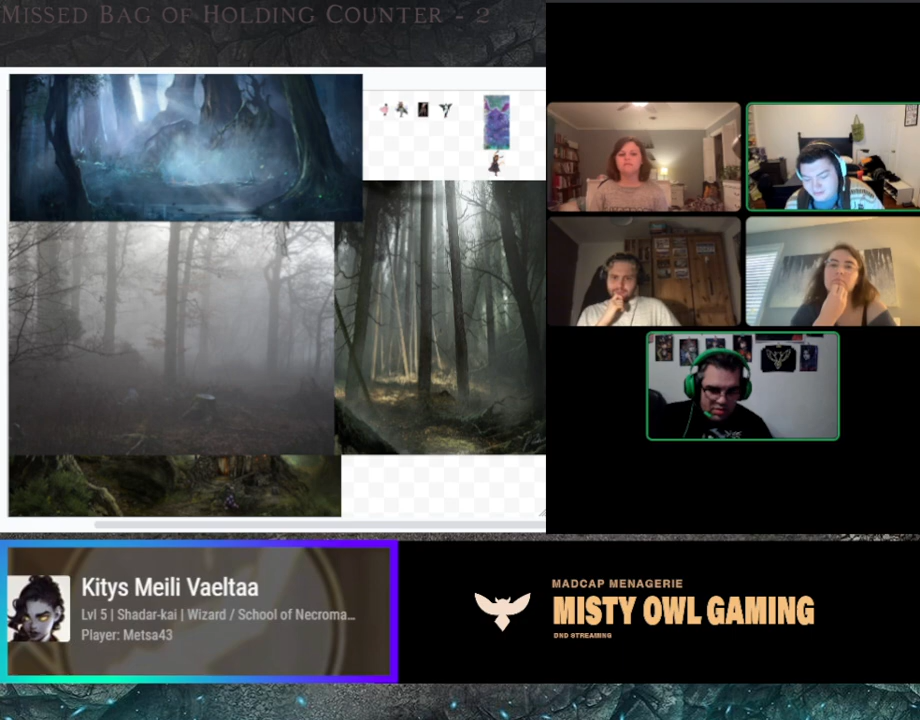 Missed Bag of Holding Counter - 2
Kitys Meili Vaeltaa
Lvl 5 | Shadar-kai | Wizard / School of Necroma...
Player: Metsa43
MADCAP MENAGERIE
MISTY OWL GAMING
DND STREAMING